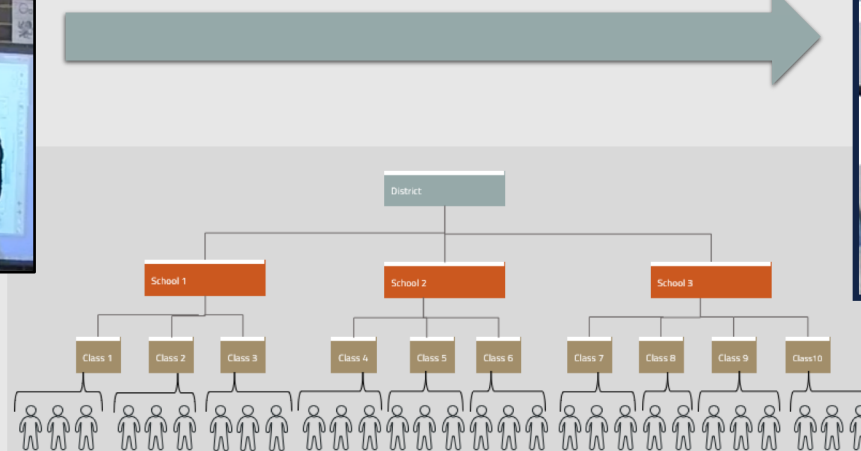 District
School 1
School 2
School 3
Class 1
Class 2
Class 3
Class 4
Class 5
Class 6
Class 7
Class 8
Class 9
Class10